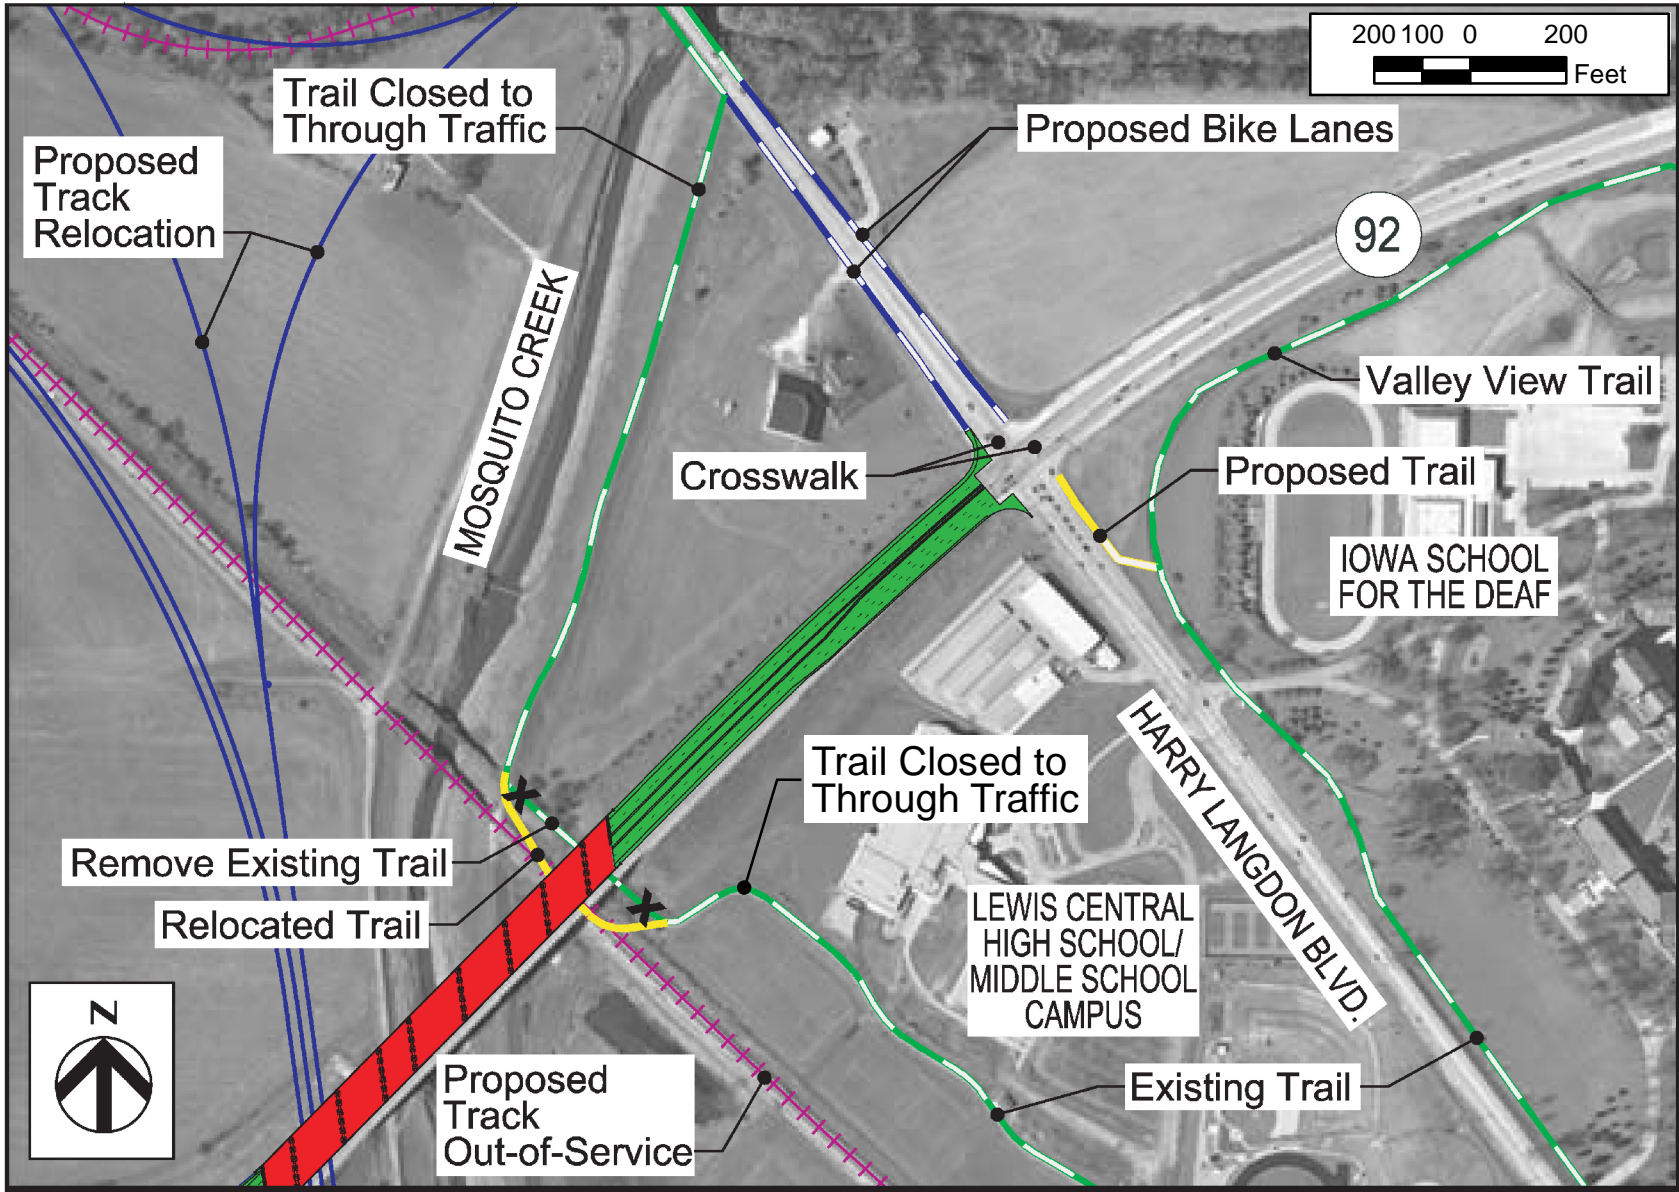 200 100 0 200
Feet
Trail Closed to
Through Traffic
Proposed Bike Lanes
Proposed
Track
Relocation
92
MOSQUITO CREEK
Valley View Trail
Crosswalk
Proposed Trail
IOWA SCHOOL
FOR THE DEAF
HARRY LANGDON BLVD.
Trail Closed to
Through Traffic
Remove Existing Trail
Relocated Trail
LEWIS CENTRAL
HIGH SCHOOL/
MIDDLE SCHOOL
CAMPUS
N
Proposed
Track
Out-of-Service
Existing Trail